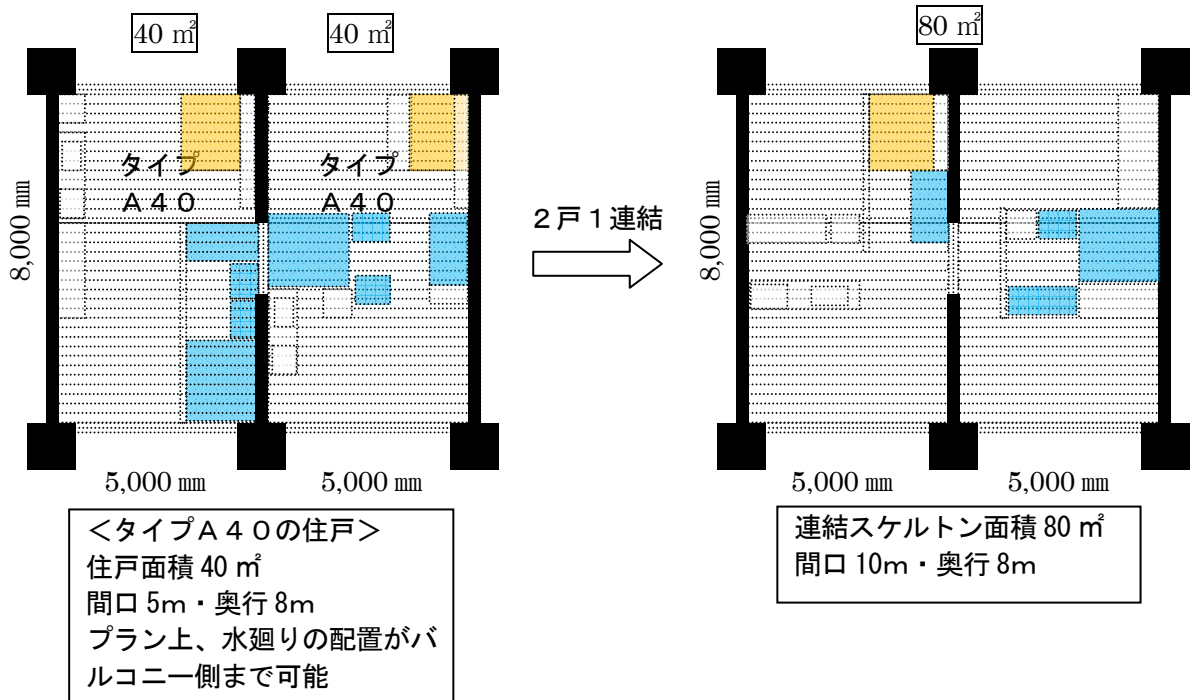 40 ㎡
40 ㎡
タイプ
Ａ４０
タイプ
Ａ４０
8,000 ㎜
5,000 ㎜
5,000 ㎜
＜タイプＡ４０の住戸＞
住戸面積 40 ㎡
間口 5ｍ・奥行 8ｍ
プラン上、水廻りの配置がバ
ルコニー側まで可能
２戸１連結
80 ㎡
8,000 ㎜
5,000 ㎜
5,000 ㎜
連結スケルトン面積 80 ㎡
間口 10ｍ・奥行 8ｍ